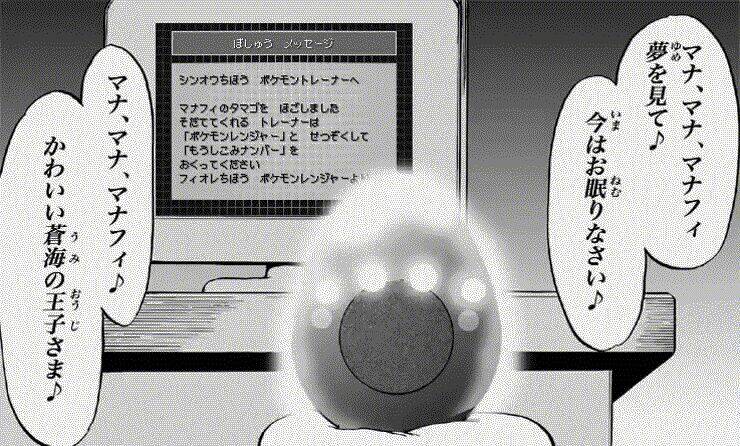 マナ、マナ、マナフィ
夢を見て♪
今はお眠りなさい♪
ぼしゅう メッセージ
シンオウちほう ポケモントレーナーへ
マナフィのタマゴを ほごしました
そだててくれる トレーナーは
「ポケモンレンジャー」と せつぞくして
「もうしこみナンバー」を
おくってください
フィオレちほう ポケモンレンジャーより
マナ、マナ、マナフィ♪
かわいい蒼海の王子さま♪